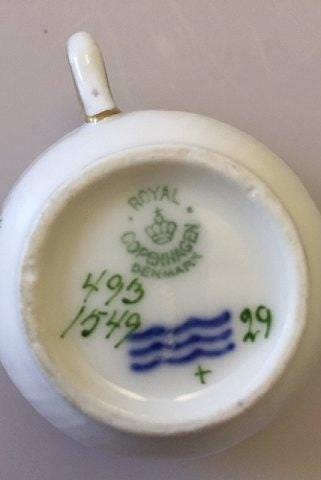 ROYAL
COPENHAGEN
DENMARK
493
1549
29
+